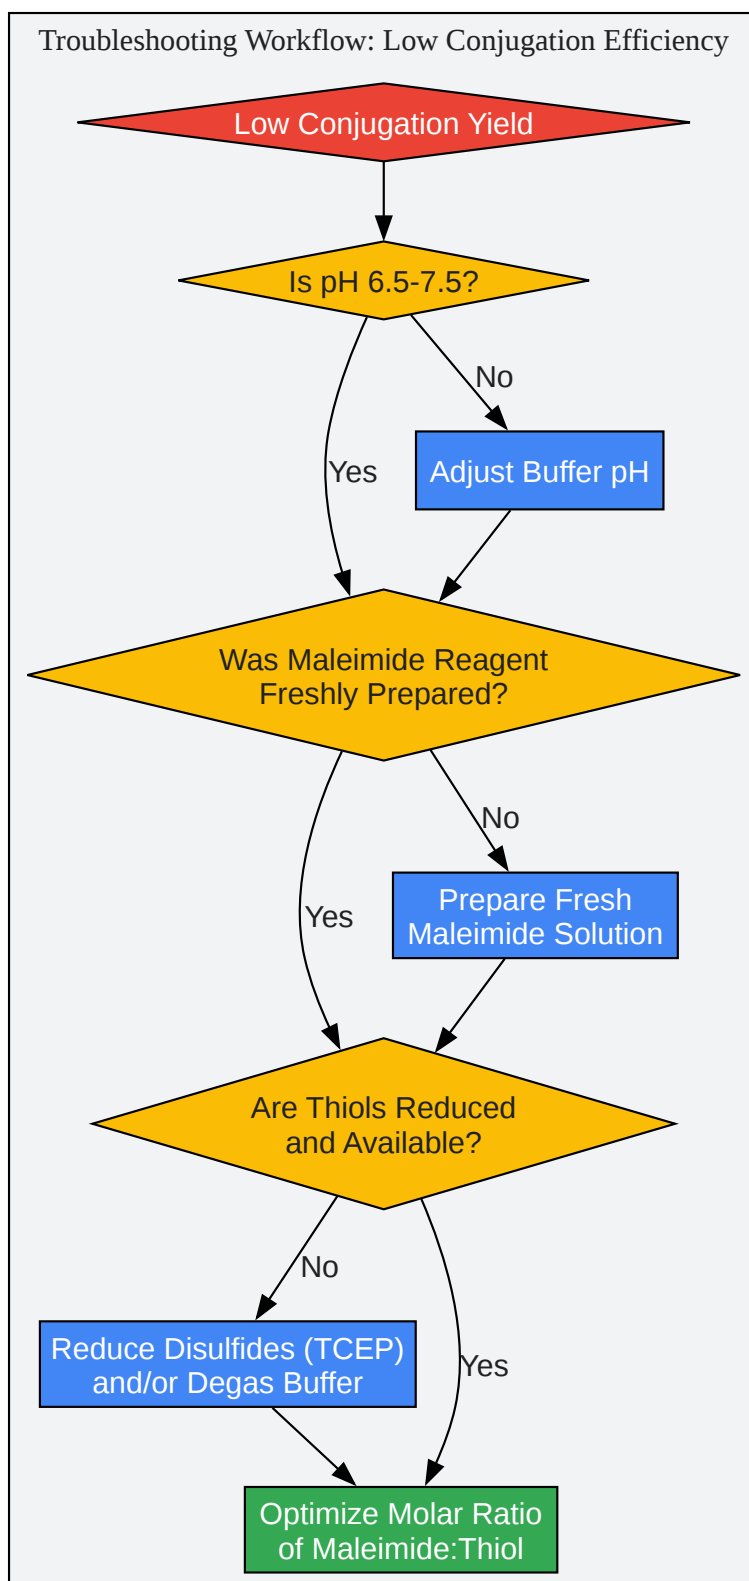 Troubleshooting Workflow: Low Conjugation Efficiency
Low Conjugation Yield
Is pH 6.5-7.5?
No
Yes
Adjust Buffer pH
Was Maleimide Reagent
Freshly Prepared?
No
Yes
Prepare Fresh
Maleimide Solution
Are Thiols Reduced
and Available?
No
Yes
Reduce Disulfides (TCEP)
and/or Degas Buffer
Optimize Molar Ratio
of Maleimide:Thiol